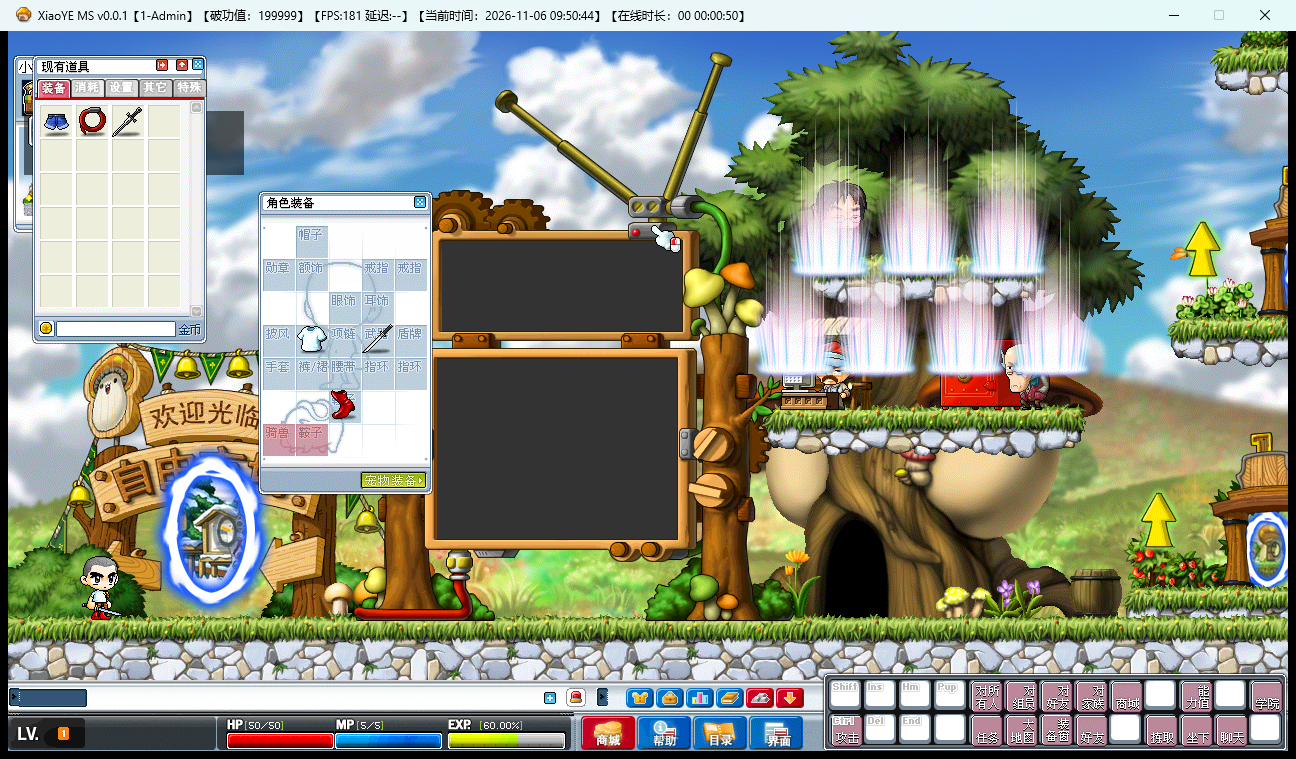 XiaoYE MS v0.0.1【1-Admin】【破功值：199999】【FPS:181 延迟:--】【当前时间：2026-11-06 09:50:44】【在线时长：00 00:00:50】
现有道具
装备 消耗 设置 其它 特殊
金币
角色装备
帽子
勋章 额饰 戒指 戒指
眼饰 耳饰
披风 项链 武器 盾牌
手套 裤/裙 腰带 指环 指环
骑兽 鞍子
宠物装备
欢迎光临
自由
Shift Ins Hm Pup 对所有人 对组员 对好友 对家族 商城 能力值 学院
Ctrl Del End
攻击 任务 大地图 装备窗 好友 拾取 坐下 聊天
LV. 1
HP [50/50] MP [5/5] EXP. [60.00%]
商城 帮助 目录 界面